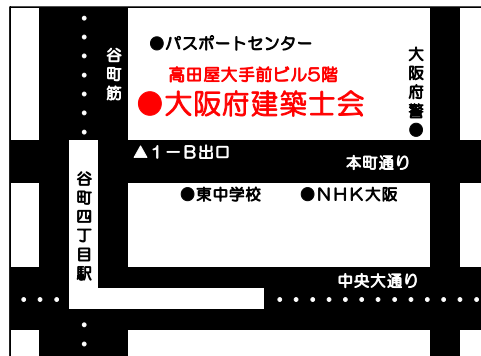 ●パスポートセンター
谷町筋
高田屋大手前ビル5階
●大阪府建築士会
大阪府警●
▲1－B出口
本町通り
谷町四丁目駅
●東中学校
●NHK大阪
中央大通り